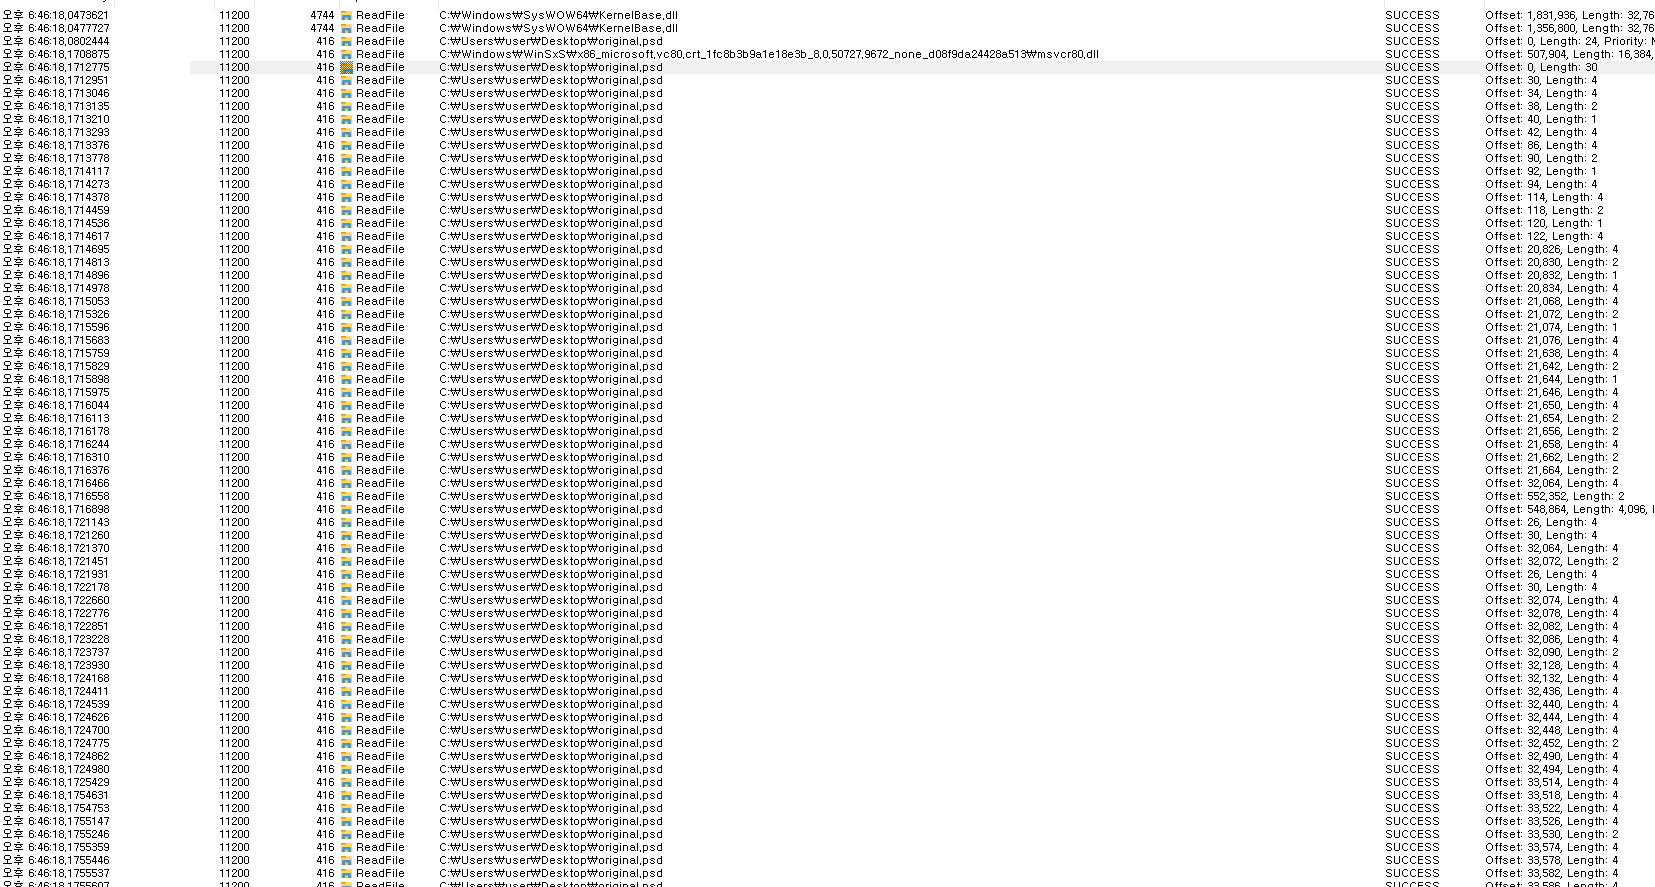 오후 6:46:18.0473621 11200 4744 ReadFile C:₩Windows₩SysWOW64₩KernelBase.dll SUCCESS Offset: 1,831,936, Length: 32,76
오후 6:46:18.0477727 11200 4744 ReadFile C:₩Windows₩SysWOW64₩KernelBase.dll SUCCESS Offset: 1,356,800, Length: 32,76
오후 6:46:18.0802444 11200 416 ReadFile C:₩Users₩user₩Desktop₩original.psd SUCCESS Offset: 0, Length: 24, Priority: N
오후 6:46:18.1708875 11200 416 ReadFile C:₩Windows₩WinSxS₩x86_microsoft.vc80.crt_1fc8b3b9a1e18e3b_8.0.50727.9672_none_d08f9da24428a513₩msvcr80.dll SUCCESS Offset: 507,904, Length: 16,384,
오후 6:46:18.1712775 11200 416 ReadFile C:₩Users₩user₩Desktop₩original.psd SUCCESS Offset: 0, Length: 30
오후 6:46:18.1712951 11200 416 ReadFile C:₩Users₩user₩Desktop₩original.psd SUCCESS Offset: 30, Length: 4
오후 6:46:18.1713046 11200 416 ReadFile C:₩Users₩user₩Desktop₩original.psd SUCCESS Offset: 34, Length: 4
오후 6:46:18.1713135 11200 416 ReadFile C:₩Users₩user₩Desktop₩original.psd SUCCESS Offset: 38, Length: 2
오후 6:46:18.1713210 11200 416 ReadFile C:₩Users₩user₩Desktop₩original.psd SUCCESS Offset: 40, Length: 1
오후 6:46:18.1713293 11200 416 ReadFile C:₩Users₩user₩Desktop₩original.psd SUCCESS Offset: 42, Length: 4
오후 6:46:18.1713376 11200 416 ReadFile C:₩Users₩user₩Desktop₩original.psd SUCCESS Offset: 86, Length: 4
오후 6:46:18.1713778 11200 416 ReadFile C:₩Users₩user₩Desktop₩original.psd SUCCESS Offset: 90, Length: 2
오후 6:46:18.1714117 11200 416 ReadFile C:₩Users₩user₩Desktop₩original.psd SUCCESS Offset: 92, Length: 1
오후 6:46:18.1714273 11200 416 ReadFile C:₩Users₩user₩Desktop₩original.psd SUCCESS Offset: 94, Length: 4
오후 6:46:18.1714378 11200 416 ReadFile C:₩Users₩user₩Desktop₩original.psd SUCCESS Offset: 114, Length: 4
오후 6:46:18.1714459 11200 416 ReadFile C:₩Users₩user₩Desktop₩original.psd SUCCESS Offset: 118, Length: 2
오후 6:46:18.1714536 11200 416 ReadFile C:₩Users₩user₩Desktop₩original.psd SUCCESS Offset: 120, Length: 1
오후 6:46:18.1714617 11200 416 ReadFile C:₩Users₩user₩Desktop₩original.psd SUCCESS Offset: 122, Length: 4
오후 6:46:18.1714695 11200 416 ReadFile C:₩Users₩user₩Desktop₩original.psd SUCCESS Offset: 20,826, Length: 4
오후 6:46:18.1714813 11200 416 ReadFile C:₩Users₩user₩Desktop₩original.psd SUCCESS Offset: 20,830, Length: 2
오후 6:46:18.1714896 11200 416 ReadFile C:₩Users₩user₩Desktop₩original.psd SUCCESS Offset: 20,832, Length: 1
오후 6:46:18.1714978 11200 416 ReadFile C:₩Users₩user₩Desktop₩original.psd SUCCESS Offset: 20,834, Length: 4
오후 6:46:18.1715053 11200 416 ReadFile C:₩Users₩user₩Desktop₩original.psd SUCCESS Offset: 21,068, Length: 4
오후 6:46:18.1715326 11200 416 ReadFile C:₩Users₩user₩Desktop₩original.psd SUCCESS Offset: 21,072, Length: 2
오후 6:46:18.1715596 11200 416 ReadFile C:₩Users₩user₩Desktop₩original.psd SUCCESS Offset: 21,074, Length: 1
오후 6:46:18.1715683 11200 416 ReadFile C:₩Users₩user₩Desktop₩original.psd SUCCESS Offset: 21,076, Length: 4
오후 6:46:18.1715759 11200 416 ReadFile C:₩Users₩user₩Desktop₩original.psd SUCCESS Offset: 21,638, Length: 4
오후 6:46:18.1715829 11200 416 ReadFile C:₩Users₩user₩Desktop₩original.psd SUCCESS Offset: 21,642, Length: 2
오후 6:46:18.1715898 11200 416 ReadFile C:₩Users₩user₩Desktop₩original.psd SUCCESS Offset: 21,644, Length: 1
오후 6:46:18.1715975 11200 416 ReadFile C:₩Users₩user₩Desktop₩original.psd SUCCESS Offset: 21,646, Length: 4
오후 6:46:18.1716044 11200 416 ReadFile C:₩Users₩user₩Desktop₩original.psd SUCCESS Offset: 21,650, Length: 4
오후 6:46:18.1716113 11200 416 ReadFile C:₩Users₩user₩Desktop₩original.psd SUCCESS Offset: 21,654, Length: 2
오후 6:46:18.1716178 11200 416 ReadFile C:₩Users₩user₩Desktop₩original.psd SUCCESS Offset: 21,656, Length: 2
오후 6:46:18.1716244 11200 416 ReadFile C:₩Users₩user₩Desktop₩original.psd SUCCESS Offset: 21,658, Length: 4
오후 6:46:18.1716310 11200 416 ReadFile C:₩Users₩user₩Desktop₩original.psd SUCCESS Offset: 21,662, Length: 2
오후 6:46:18.1716376 11200 416 ReadFile C:₩Users₩user₩Desktop₩original.psd SUCCESS Offset: 21,664, Length: 2
오후 6:46:18.1716466 11200 416 ReadFile C:₩Users₩user₩Desktop₩original.psd SUCCESS Offset: 32,064, Length: 4
오후 6:46:18.1716558 11200 416 ReadFile C:₩Users₩user₩Desktop₩original.psd SUCCESS Offset: 552,352, Length: 2
오후 6:46:18.1716898 11200 416 ReadFile C:₩Users₩user₩Desktop₩original.psd SUCCESS Offset: 548,864, Length: 4,096, I
오후 6:46:18.1721143 11200 416 ReadFile C:₩Users₩user₩Desktop₩original.psd SUCCESS Offset: 26, Length: 4
오후 6:46:18.1721260 11200 416 ReadFile C:₩Users₩user₩Desktop₩original.psd SUCCESS Offset: 30, Length: 4
오후 6:46:18.1721370 11200 416 ReadFile C:₩Users₩user₩Desktop₩original.psd SUCCESS Offset: 32,064, Length: 4
오후 6:46:18.1721451 11200 416 ReadFile C:₩Users₩user₩Desktop₩original.psd SUCCESS Offset: 32,072, Length: 2
오후 6:46:18.1721931 11200 416 ReadFile C:₩Users₩user₩Desktop₩original.psd SUCCESS Offset: 26, Length: 4
오후 6:46:18.1722178 11200 416 ReadFile C:₩Users₩user₩Desktop₩original.psd SUCCESS Offset: 30, Length: 4
오후 6:46:18.1722660 11200 416 ReadFile C:₩Users₩user₩Desktop₩original.psd SUCCESS Offset: 32,074, Length: 4
오후 6:46:18.1722776 11200 416 ReadFile C:₩Users₩user₩Desktop₩original.psd SUCCESS Offset: 32,078, Length: 4
오후 6:46:18.1722851 11200 416 ReadFile C:₩Users₩user₩Desktop₩original.psd SUCCESS Offset: 32,082, Length: 4
오후 6:46:18.1723228 11200 416 ReadFile C:₩Users₩user₩Desktop₩original.psd SUCCESS Offset: 32,086, Length: 4
오후 6:46:18.1723737 11200 416 ReadFile C:₩Users₩user₩Desktop₩original.psd SUCCESS Offset: 32,090, Length: 2
오후 6:46:18.1723930 11200 416 ReadFile C:₩Users₩user₩Desktop₩original.psd SUCCESS Offset: 32,128, Length: 4
오후 6:46:18.1724168 11200 416 ReadFile C:₩Users₩user₩Desktop₩original.psd SUCCESS Offset: 32,132, Length: 4
오후 6:46:18.1724411 11200 416 ReadFile C:₩Users₩user₩Desktop₩original.psd SUCCESS Offset: 32,436, Length: 4
오후 6:46:18.1724539 11200 416 ReadFile C:₩Users₩user₩Desktop₩original.psd SUCCESS Offset: 32,440, Length: 4
오후 6:46:18.1724626 11200 416 ReadFile C:₩Users₩user₩Desktop₩original.psd SUCCESS Offset: 32,444, Length: 4
오후 6:46:18.1724700 11200 416 ReadFile C:₩Users₩user₩Desktop₩original.psd SUCCESS Offset: 32,448, Length: 4
오후 6:46:18.1724775 11200 416 ReadFile C:₩Users₩user₩Desktop₩original.psd SUCCESS Offset: 32,452, Length: 2
오후 6:46:18.1724862 11200 416 ReadFile C:₩Users₩user₩Desktop₩original.psd SUCCESS Offset: 32,490, Length: 4
오후 6:46:18.1724980 11200 416 ReadFile C:₩Users₩user₩Desktop₩original.psd SUCCESS Offset: 32,494, Length: 4
오후 6:46:18.1725429 11200 416 ReadFile C:₩Users₩user₩Desktop₩original.psd SUCCESS Offset: 33,514, Length: 4
오후 6:46:18.1754631 11200 416 ReadFile C:₩Users₩user₩Desktop₩original.psd SUCCESS Offset: 33,518, Length: 4
오후 6:46:18.1754753 11200 416 ReadFile C:₩Users₩user₩Desktop₩original.psd SUCCESS Offset: 33,522, Length: 4
오후 6:46:18.1755147 11200 416 ReadFile C:₩Users₩user₩Desktop₩original.psd SUCCESS Offset: 33,526, Length: 4
오후 6:46:18.1755246 11200 416 ReadFile C:₩Users₩user₩Desktop₩original.psd SUCCESS Offset: 33,530, Length: 2
오후 6:46:18.1755359 11200 416 ReadFile C:₩Users₩user₩Desktop₩original.psd SUCCESS Offset: 33,574, Length: 4
오후 6:46:18.1755446 11200 416 ReadFile C:₩Users₩user₩Desktop₩original.psd SUCCESS Offset: 33,578, Length: 4
오후 6:46:18.1755537 11200 416 ReadFile C:₩Users₩user₩Desktop₩original.psd SUCCESS Offset: 33,582, Length: 4
오후 6:46:18.1755607 11200 416 ReadFile C:₩Users₩user₩Desktop₩original.psd SUCCESS Offset: 33,586, Length: 4